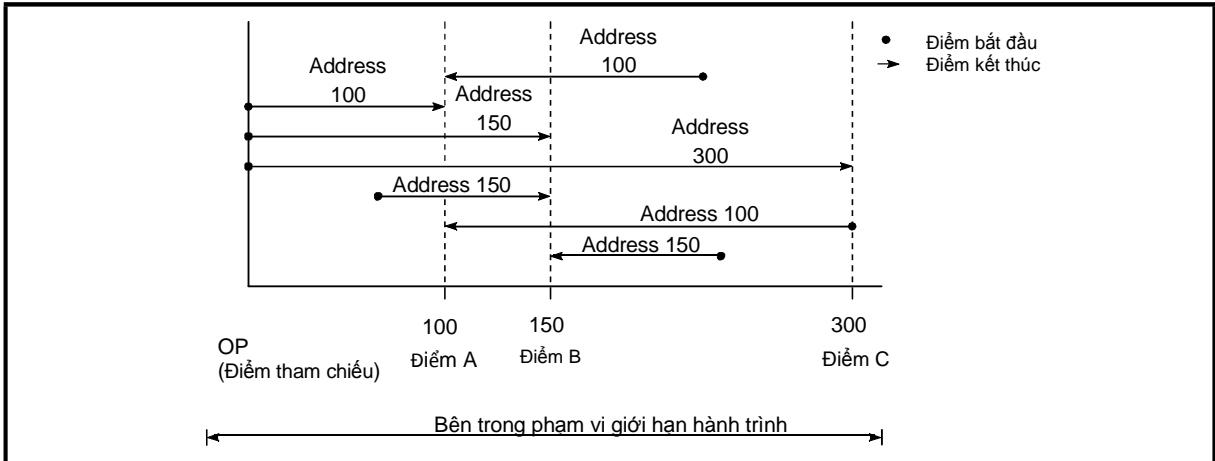 Address
100
Điểm bắt đầu
Điểm kết thúc
Address
100
Address
150
Address
300
Address 150
Address 100
Address 150
100
150
300
OP
(Điểm tham chiếu)
Điểm A
Điểm B
Điểm C
Bên trong phạm vi giới hạn hành trình